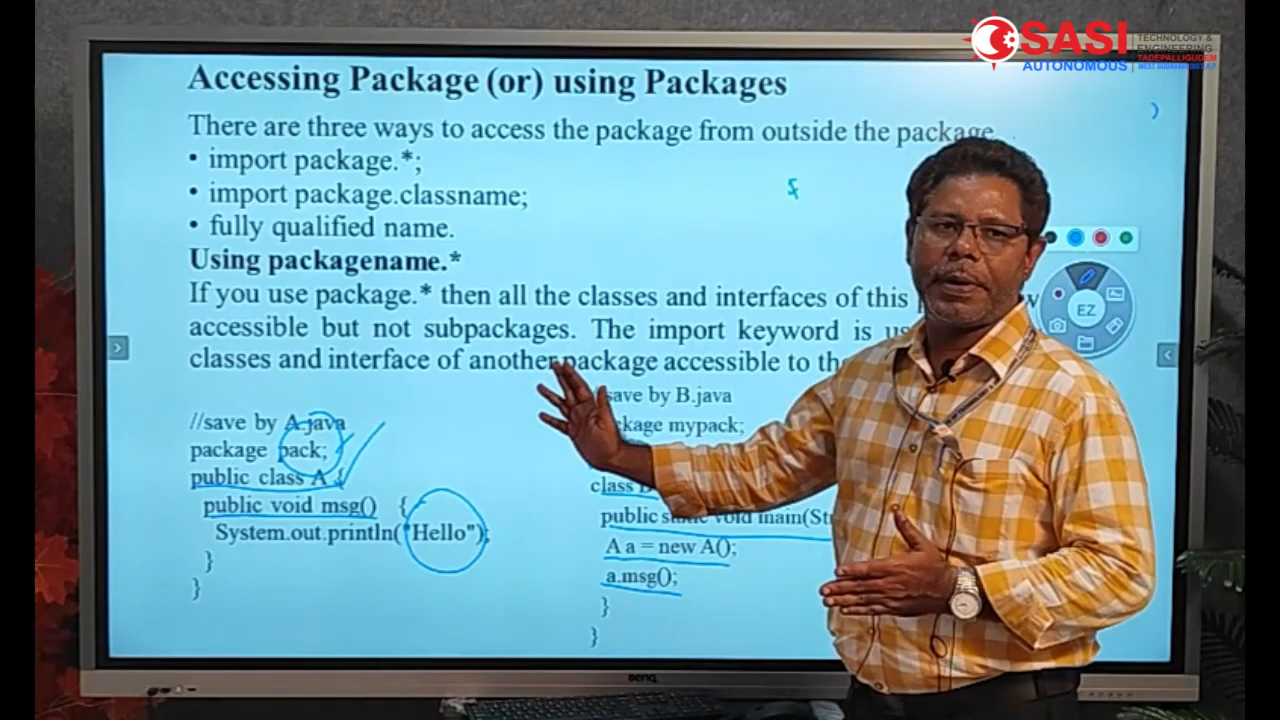 SASI
TECHNOLOGY &
ENGINEERING
TADEPALLIGUDEM
AUTONOMOUS
Accessing Package (or) using Packages
There are three ways to access the package from outside the package.
• import package.*;
• import package.classname;
• fully qualified name.
Using packagename.*
If you use package.* then all the classes and interfaces of this
accessible but not subpackages. The import keyword is
classes and interface of another package accessible to
//save by A.java
package pack;
public class A {
public void msg() {
System.out.println("Hello");
}
}
save by B.java
mypack;
class
public static void main(
A a = new A();
a.msg();
}
}
EZ
BenQ